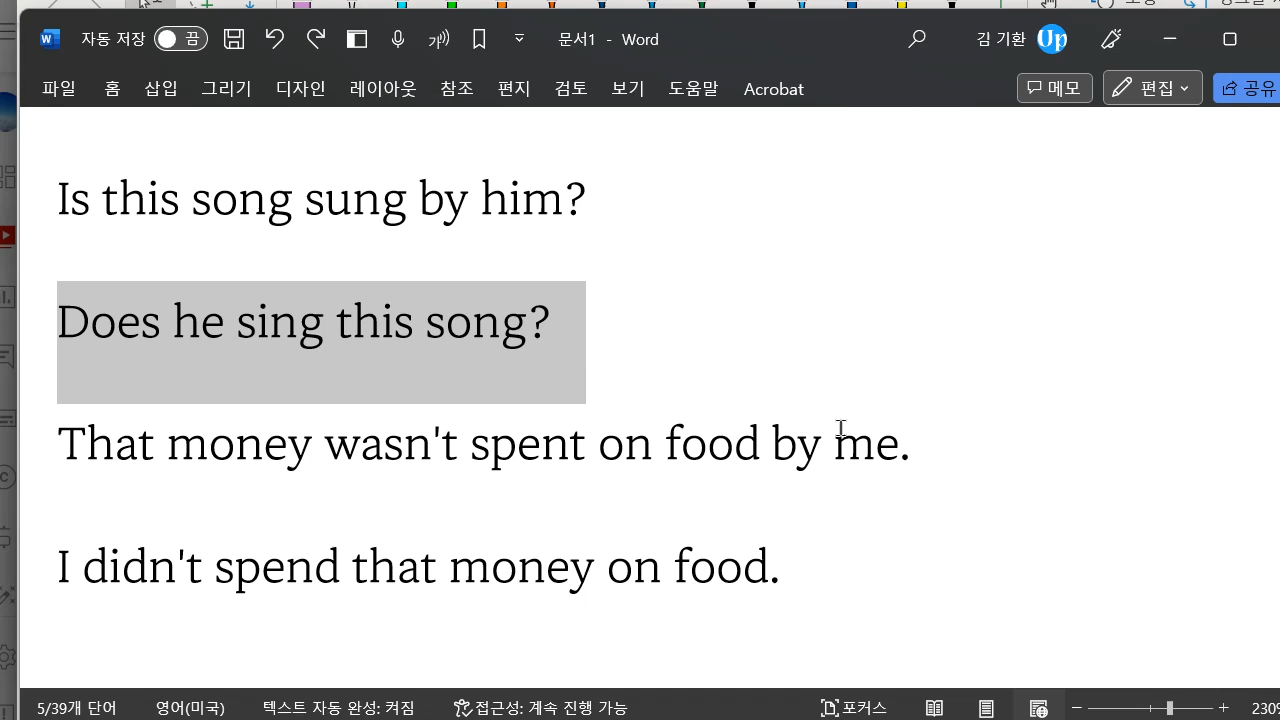 자동 저장 끔 문서1 - Word 김 기환 Up
파일 홈 삽입 그리기 디자인 레이아웃 참조 편지 검토 보기 도움말 Acrobat 메모 편집 공유
Is this song sung by him?
Does he sing this song?
That money wasn't spent on food by me.
I didn't spend that money on food.
5/39개 단어 영어(미국) 텍스트 자동 완성: 켜짐 접근성: 계속 진행 가능 포커스 230%